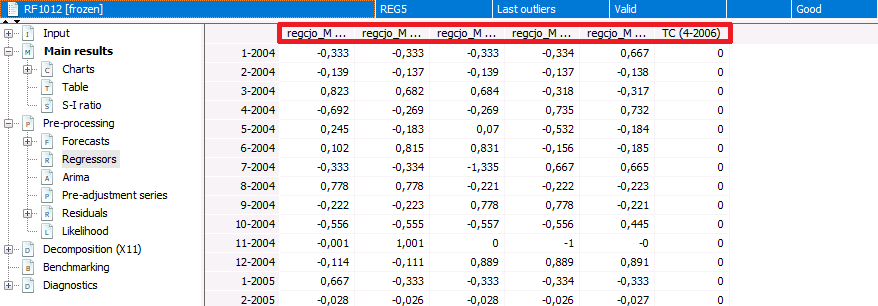 RF1012 [frozen] REG5 Last outliers Valid Good
Input
Main results
Charts
Table
S-I ratio
Pre-processing
Forecasts
Regressors
Arima
Pre-adjustment series
Residuals
Likelihood
Decomposition (X11)
Benchmarking
Diagnostics
regcjo_M ... regcjo_M ... regcjo_M ... regcjo_M ... regcjo_M ... TC (4-2006)
1-2004 -0,333 -0,333 -0,333 -0,334 0,667 0
2-2004 -0,139 -0,137 -0,139 -0,137 -0,138 0
3-2004 0,823 0,682 0,684 -0,318 -0,317 0
4-2004 -0,692 -0,269 -0,269 0,735 0,732 0
5-2004 0,245 -0,183 0,07 -0,532 -0,184 0
6-2004 0,102 0,815 0,831 -0,156 -0,185 0
7-2004 -0,333 -0,334 -1,335 0,667 0,665 0
8-2004 0,778 0,778 -0,221 -0,222 -0,223 0
9-2004 -0,222 -0,223 0,778 0,778 -0,221 0
10-2004 -0,556 -0,555 -0,557 -0,556 0,445 0
11-2004 -0,001 1,001 0 -1 -0 0
12-2004 -0,114 -0,111 0,889 0,889 0,891 0
1-2005 0,667 -0,333 -0,333 -0,334 -0,333 0
2-2005 -0,028 -0,026 -0,028 -0,026 -0,027 0